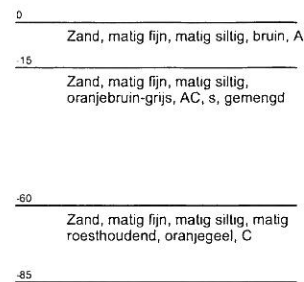 0
Zand, matig fijn, matig siltig, bruin, A
-15
Zand, matig fijn, matig siltig,
oranjebruin-grijs, AC, s, gemengd
-60
Zand, matig fijn, matig siltig, matig
roesthoudend, oranjegeel, C
-85